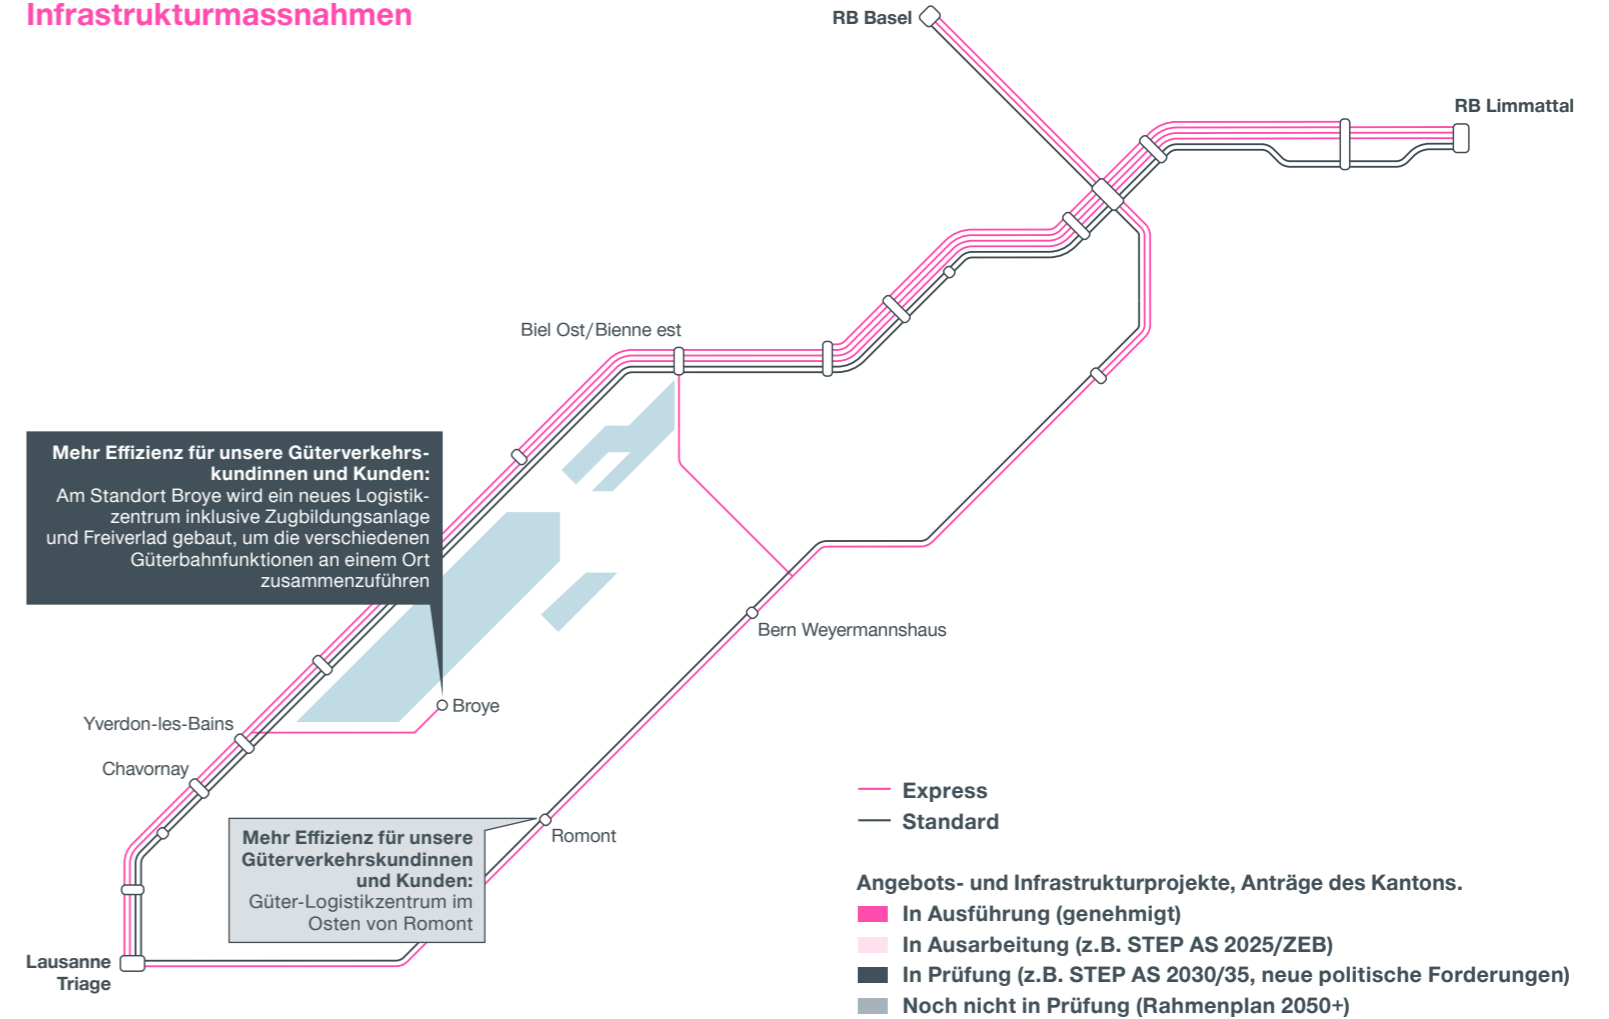 Infrastrukturmassnahmen
RB Basel
RB Limmattal
Biel Ost/Bienne est
Mehr Effizienz für unsere Güterverkehrs-
kundinnen und Kunden:
Am Standort Broye wird ein neues Logistik-
zentrum inklusive Zugbildungsanlage
und Freiverlad gebaut, um die verschiedenen
Güterbahnfunktionen an einem Ort
zusammenzuführen
Bern Weyermannshaus
Broye
Yverdon-les-Bains
Chavornay
Mehr Effizienz für unsere
Güterverkehrskundinnen
und Kunden:
Güter-Logistikzentrum im
Osten von Romont
Romont
Lausanne
Triage
Express
Standard
Angebots- und Infrastrukturprojekte, Anträge des Kantons.
In Ausführung (genehmigt)
In Ausarbeitung (z.B. STEP AS 2025/ZEB)
In Prüfung (z.B. STEP AS 2030/35, neue politische Forderungen)
Noch nicht in Prüfung (Rahmenplan 2050+)